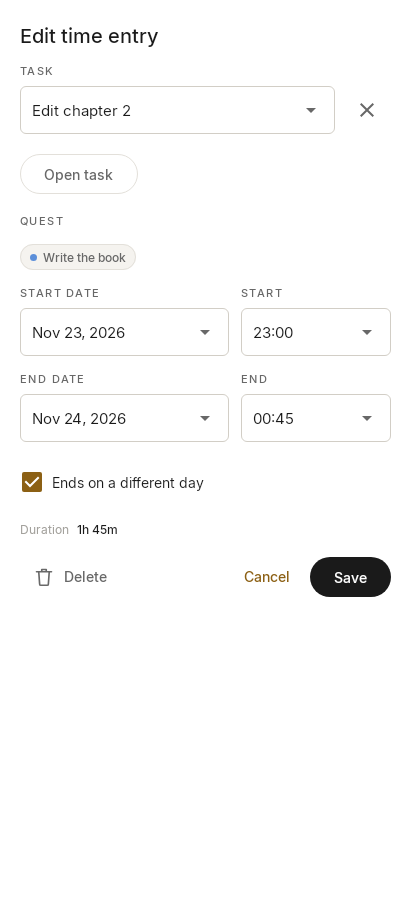 Edit time entry
TASK
Edit chapter 2
Open task
QUEST
Write the book
START DATE
START
Nov 23, 2026
23:00
END DATE
END
Nov 24, 2026
00:45
Ends on a different day
Duration 1h 45m
Delete
Cancel
Save